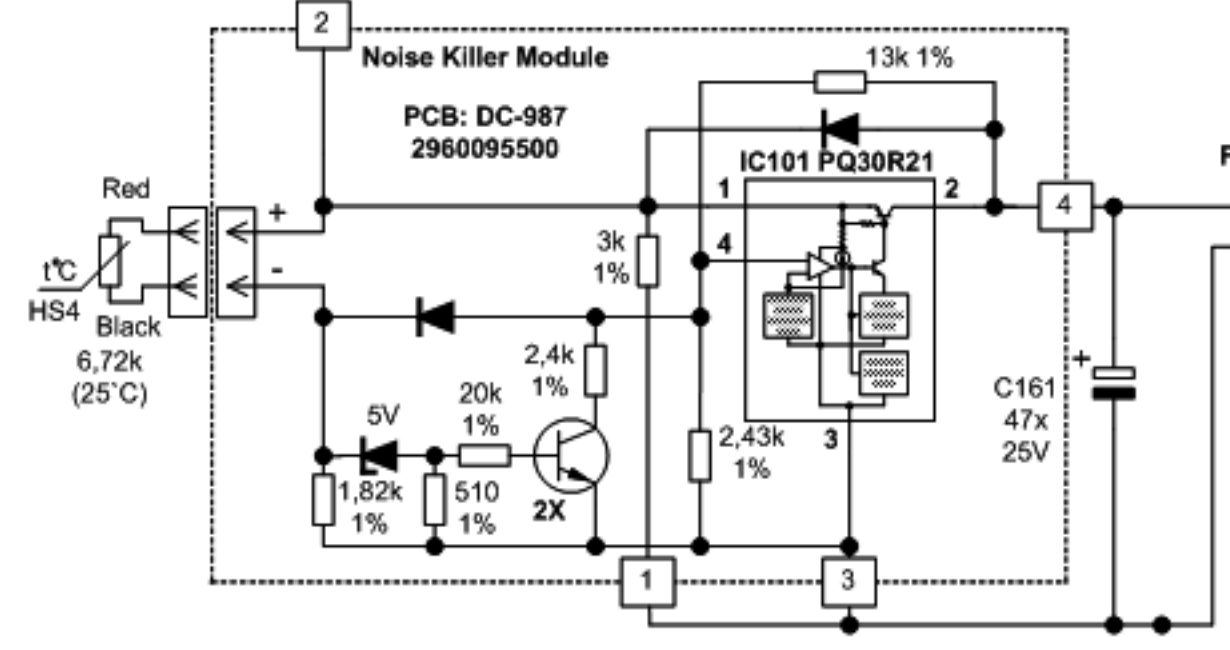 2
Noise Killer Module
13k 1%
PCB: DC-987
2960095500
IC101 PQ30R21
Red
+
1
2
4
3k
1%
4
t°C
-
HS4
Black
6,72k
(25`C)
2,4k
1%
20k
1%
5V
+
C161
47x
25V
3
2,43k
1%
1,82k
1%
510
1%
2X
1
3